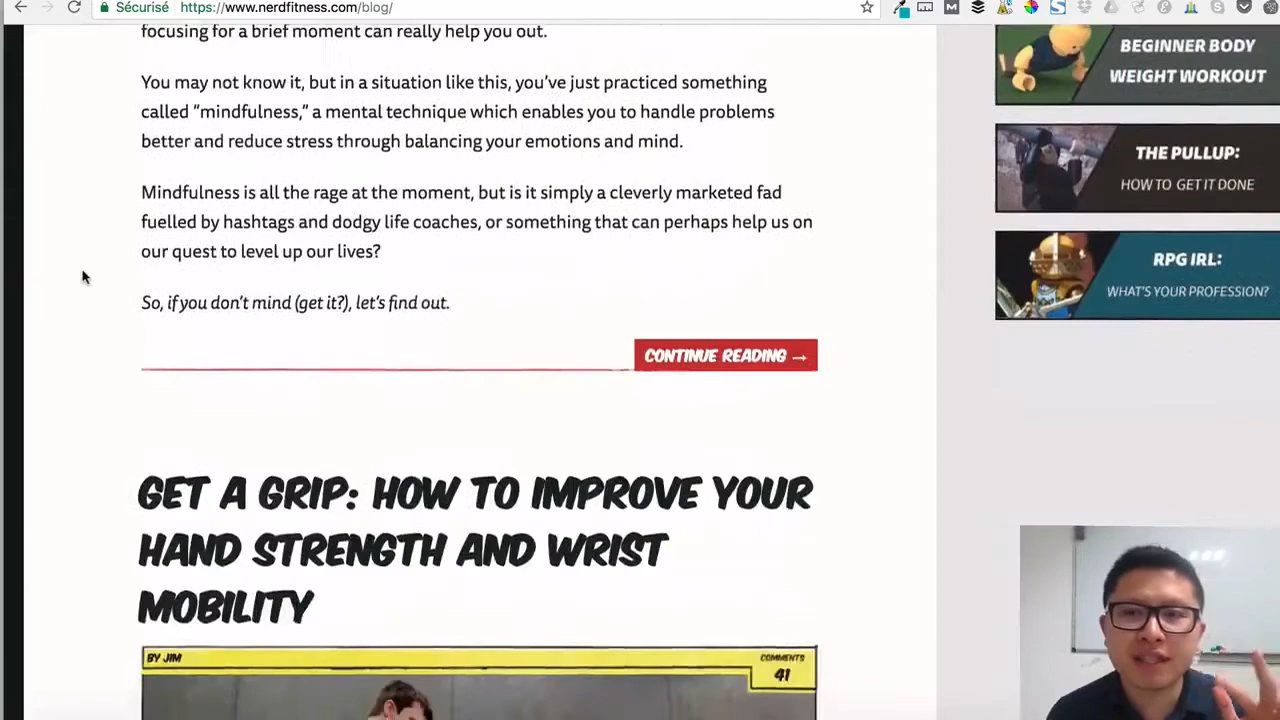 Sécurisé https://www.nerdfitness.com/blog/
focusing for a brief moment can really help you out.
You may not know it, but in a situation like this, you’ve just practiced something
called “mindfulness,” a mental technique which enables you to handle problems
better and reduce stress through balancing your emotions and mind.
Mindfulness is all the rage at the moment, but is it simply a cleverly marketed fad
fuelled by hashtags and dodgy life coaches, or something that can perhaps help us on
our quest to level up our lives?
So, if you don’t mind (get it?), let’s find out.
CONTINUE READING →
GET A GRIP: HOW TO IMPROVE YOUR
HAND STRENGTH AND WRIST
MOBILITY
BY JIM
COMMENTS
41
BEGINNER BODY
WEIGHT WORKOUT
THE PULLUP:
HOW TO GET IT DONE
RPG IRL:
WHAT'S YOUR PROFESSION?